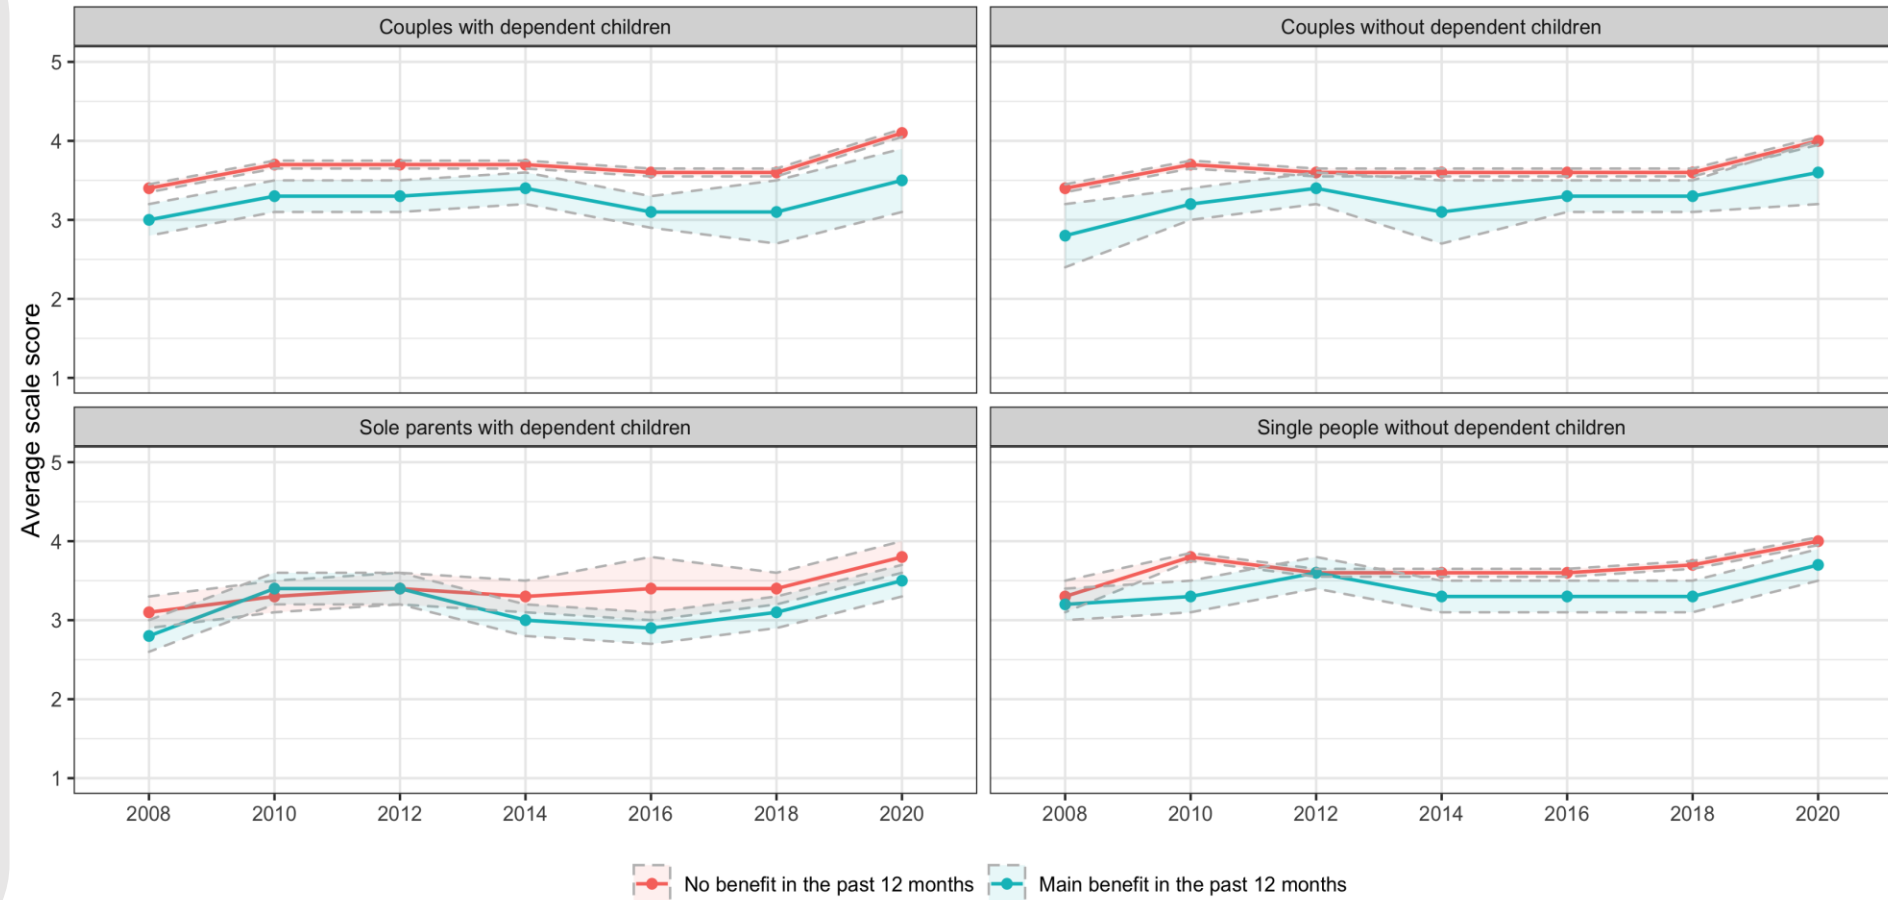 Couples with dependent children
Couples without dependent children
5
4
3
2
1
Average scale score
Sole parents with dependent children
Single people without dependent children
5
4
3
2
1
2008 2010 2012 2014 2016 2018 2020
2008 2010 2012 2014 2016 2018 2020
No benefit in the past 12 months
Main benefit in the past 12 months